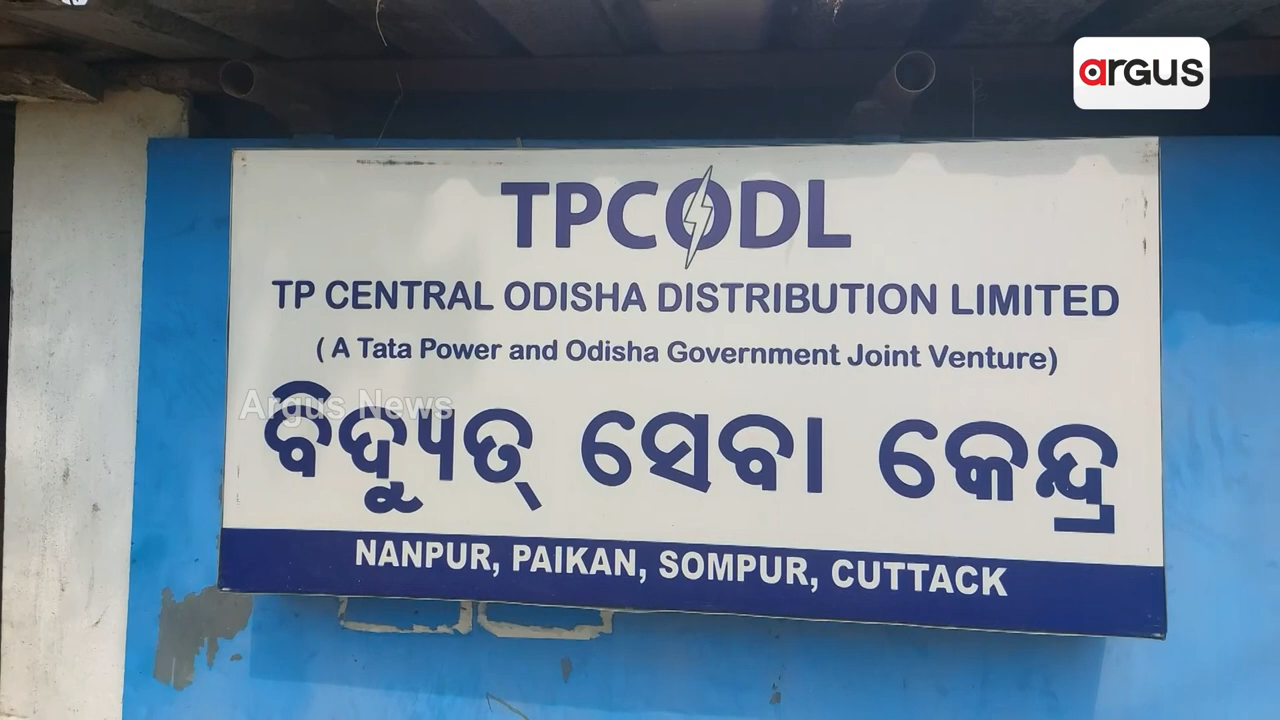 argus
TPCODL
TP CENTRAL ODISHA DISTRIBUTION LIMITED
( A Tata Power and Odisha Government Joint Venture)
Argus News
ବିଦ୍ୟୁତ୍ ସେବା କେନ୍ଦ୍ର
NANPUR, PAIKAN, SOMPUR, CUTTACK